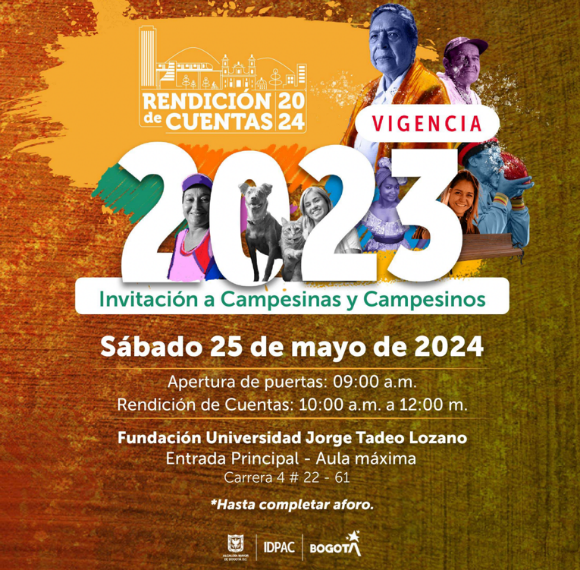 RENDICIÓN 20
de CUENTAS 24
VIGENCIA
2023
Invitación a Campesinas y Campesinos
Sábado 25 de mayo de 2024
Apertura de puertas: 09:00 a.m.
Rendición de Cuentas: 10:00 a.m. a 12:00 m.
Fundación Universidad Jorge Tadeo Lozano
Entrada Principal - Aula máxima
Carrera 4 # 22 - 61
*Hasta completar aforo.
IDPAC
BOGOTÁ